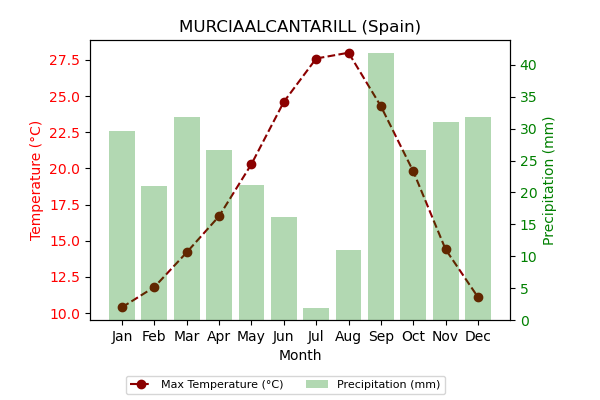 MURCIAALCANTARILL (Spain)
Temperature (°C)
27.5
25.0
22.5
20.0
17.5
15.0
12.5
10.0
40
35
30
25
20
15
10
5
0
Precipitation (mm)
Jan Feb Mar Apr May Jun Jul Aug Sep Oct Nov Dec
Month
Max Temperature (°C) Precipitation (mm)